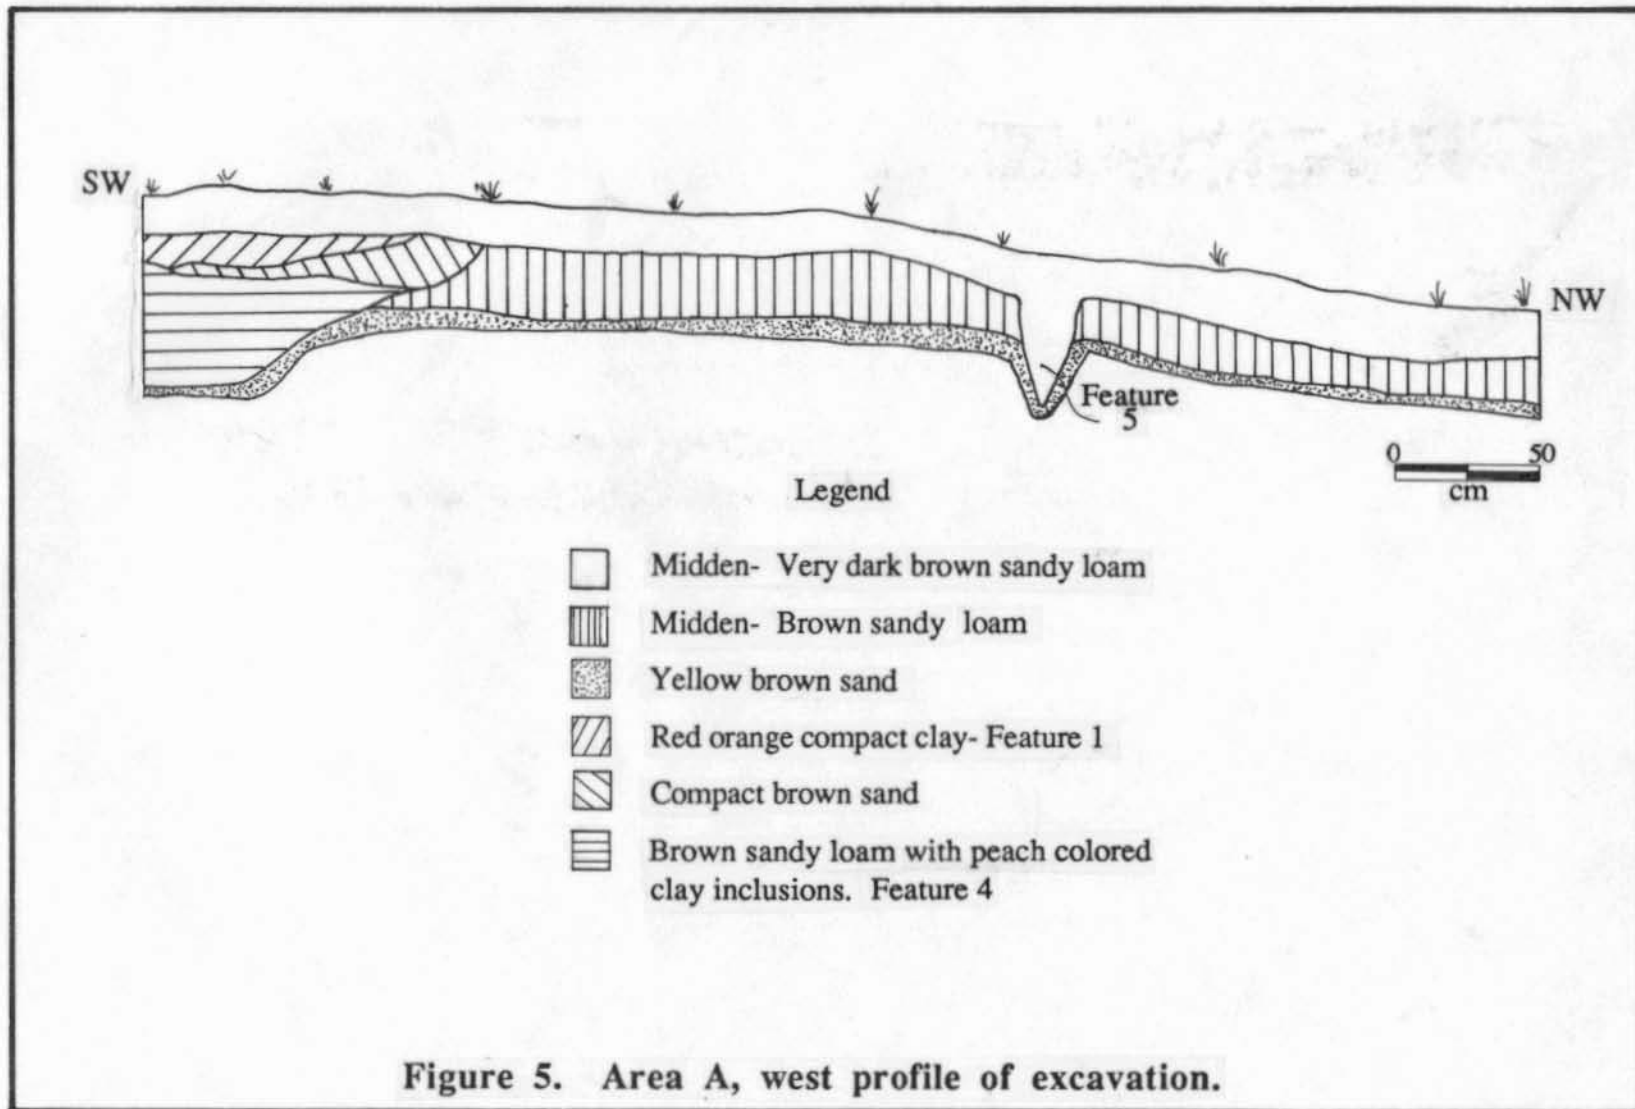 SW
NW
Feature
5
0 50
cm
Legend
Midden- Very dark brown sandy loam
Midden- Brown sandy loam
Yellow brown sand
Red orange compact clay- Feature 1
Compact brown sand
Brown sandy loam with peach colored
clay inclusions. Feature 4
Figure 5. Area A, west profile of excavation.